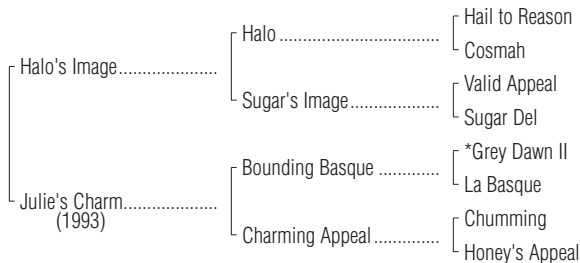 Hail to Reason
Halo
Cosmah
Halo's Image
Valid Appeal
Sugar's Image
Sugar Del
*Grey Dawn II
Bounding Basque
La Basque
Julie's Charm
(1993)
Chumming
Charming Appeal
Honey's Appeal